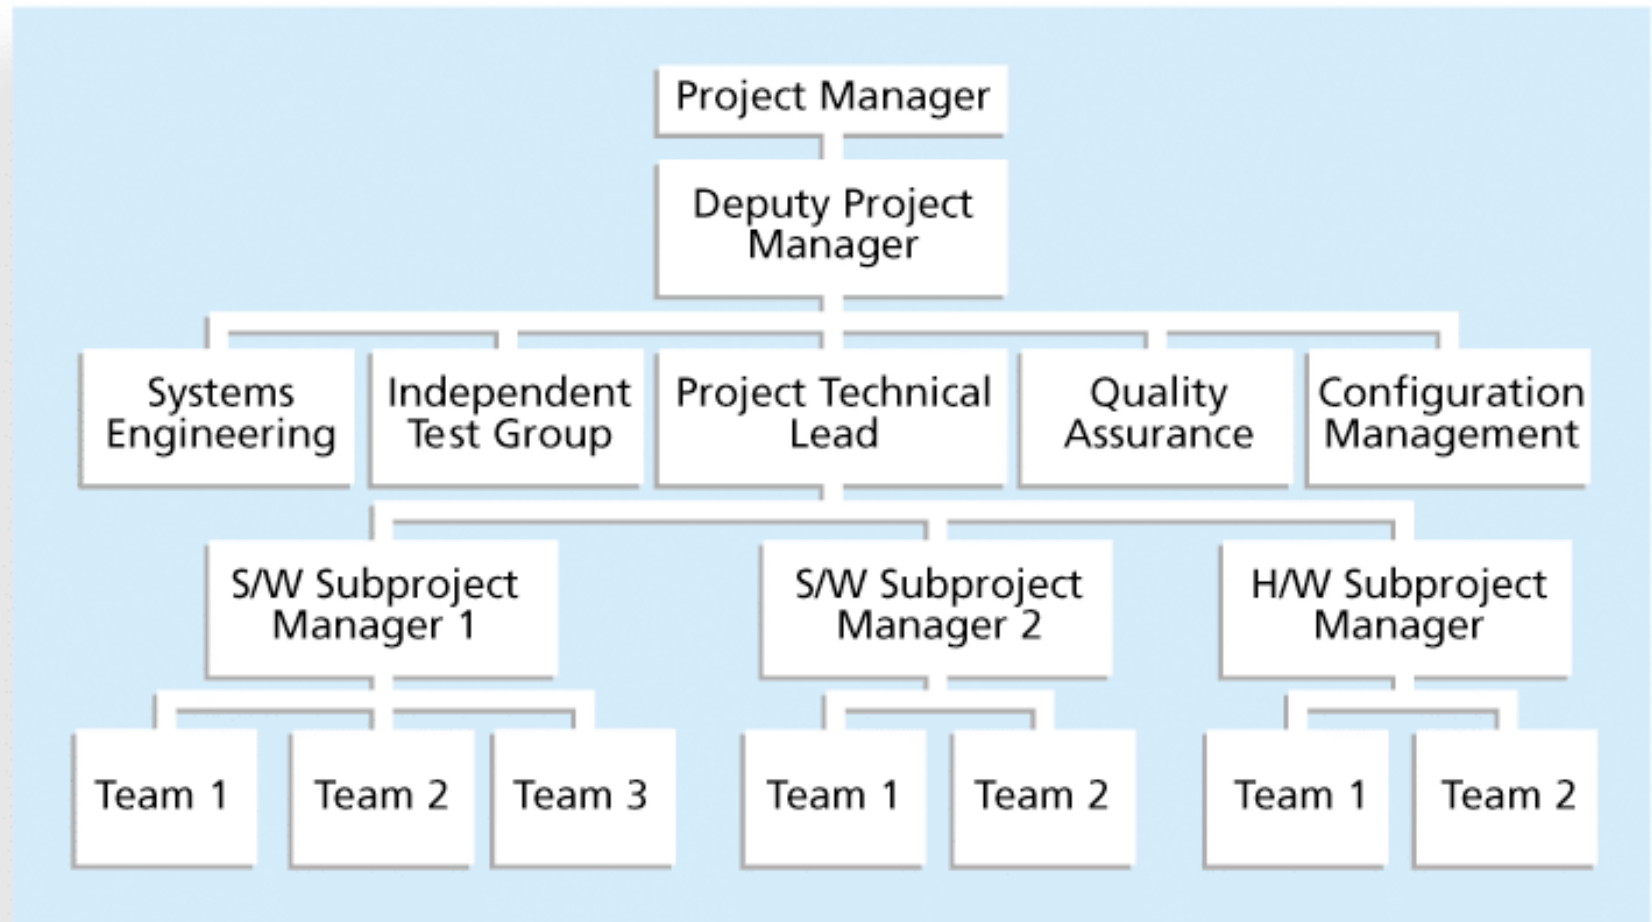 Project Manager
Deputy Project
Manager
Systems
Engineering
Independent
Test Group
Project Technical
Lead
Quality
Assurance
Configuration
Management
S/W Subproject
Manager 1
S/W Subproject
Manager 2
H/W Subproject
Manager
Team 1
Team 2
Team 3
Team 1
Team 2
Team 1
Team 2